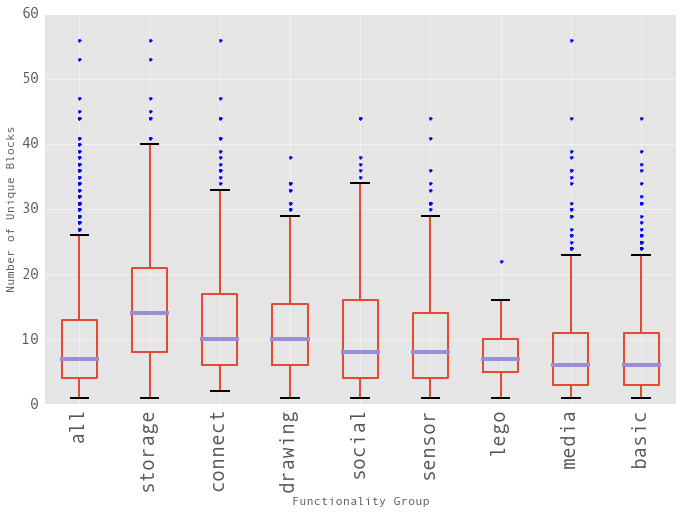 60
50
40
30
20
10
0
Number of Unique Blocks
all
storage
connect
drawing
social
sensor
lego
media
basic
Functionality Group